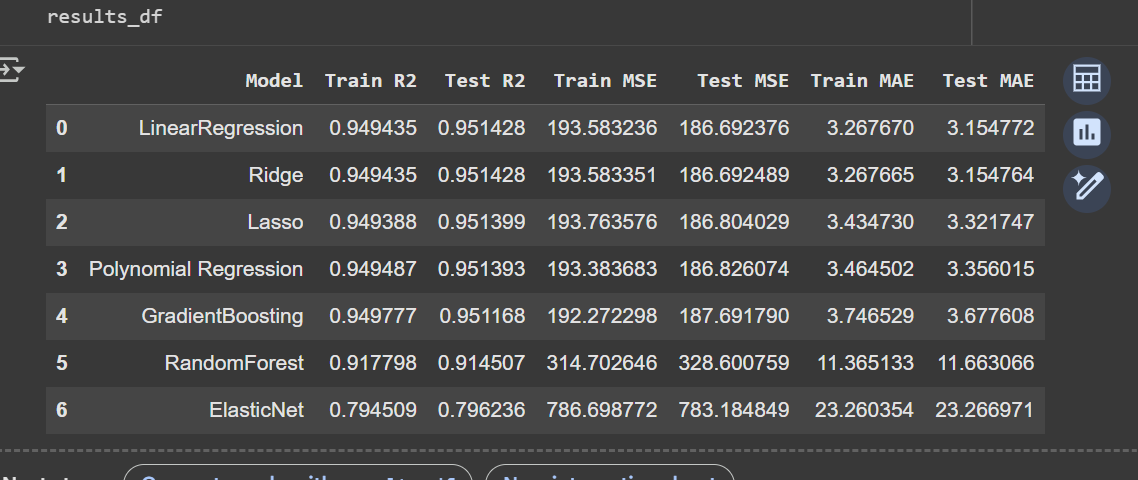 results_df
Model Train R2 Test R2 Train MSE Test MSE Train MAE Test MAE
0 LinearRegression 0.949435 0.951428 193.583236 186.692376 3.267670 3.154772
1 Ridge 0.949435 0.951428 193.583351 186.692489 3.267665 3.154764
2 Lasso 0.949388 0.951399 193.763576 186.804029 3.434730 3.321747
3 Polynomial Regression 0.949487 0.951393 193.383683 186.826074 3.464502 3.356015
4 GradientBoosting 0.949777 0.951168 192.272298 187.691790 3.746529 3.677608
5 RandomForest 0.917798 0.914507 314.702646 328.600759 11.365133 11.663066
6 ElasticNet 0.794509 0.796236 786.698772 783.184849 23.260354 23.266971